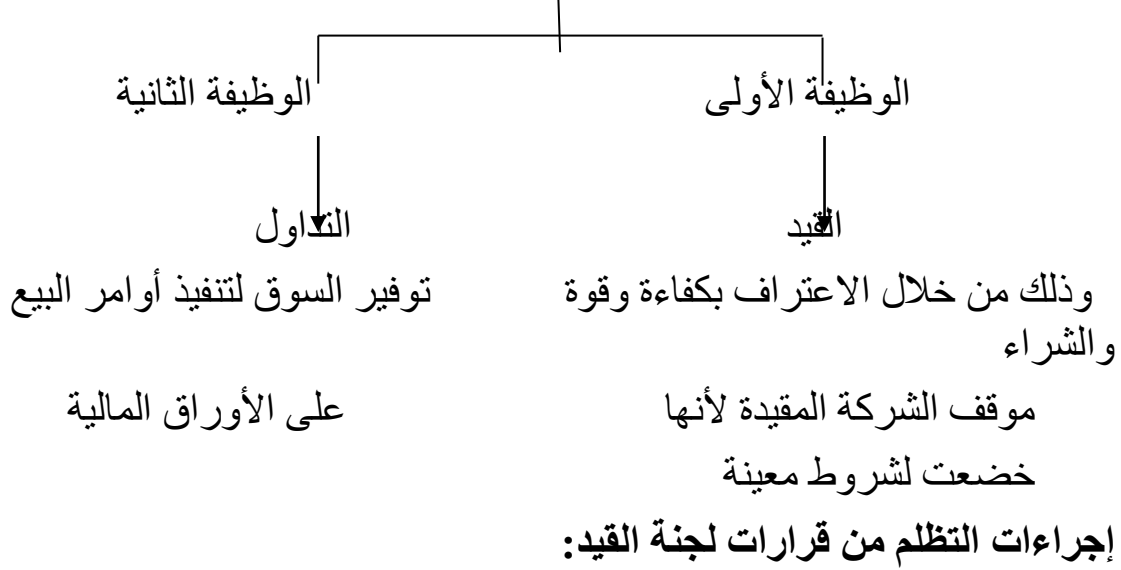 الوظيفة الأولى الوظيفة الثانية
القيد التداول
وذلك من خلال الاعتراف بكفاءة وقوة توفير السوق لتنفيذ أوامر البيع
والشراء
موقف الشركة المقيدة لأنها على الأوراق المالية
خضعت لشروط معينة
إجراءات التظلم من قرارات لجنة القيد: